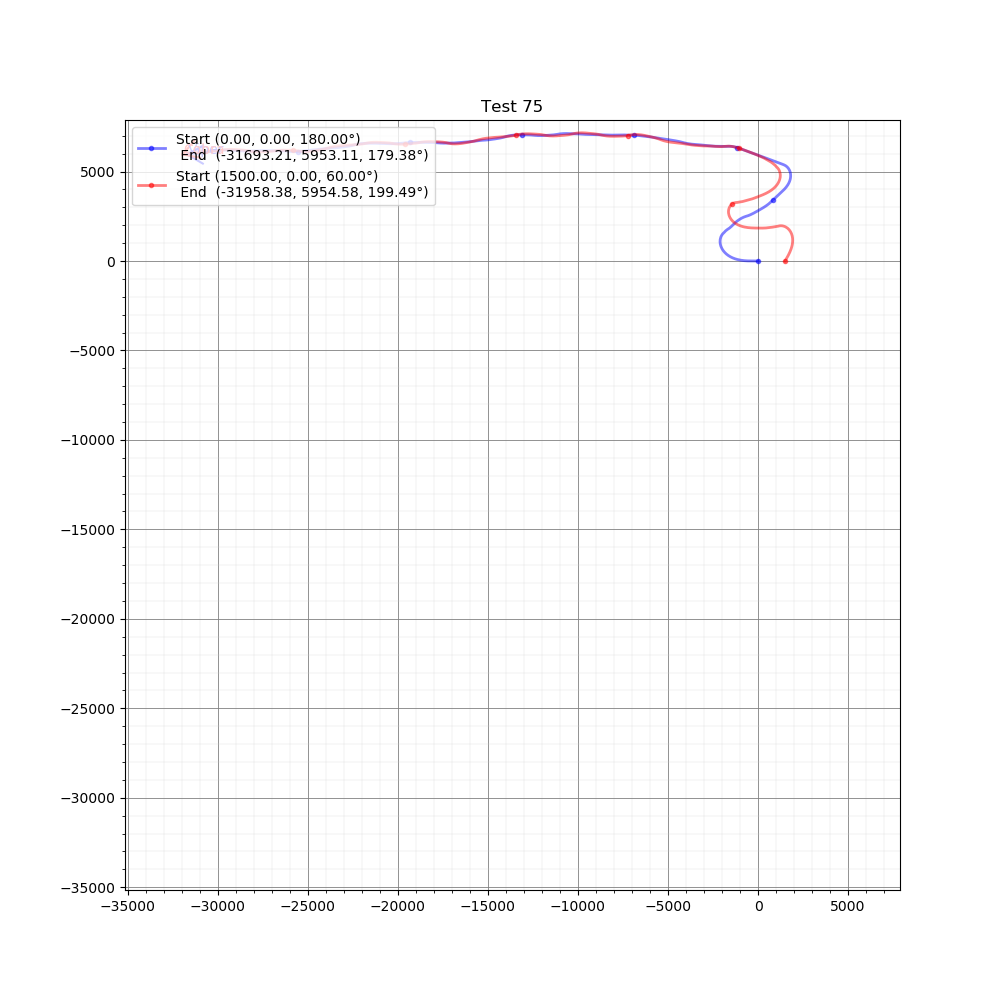 Test 75
Start (0.00, 0.00, 180.00°)
End (-31693.21, 5953.11, 179.38°)
Start (1500.00, 0.00, 60.00°)
End (-31958.38, 5954.58, 199.49°)
5000
0
−5000
−10000
−15000
−20000
−25000
−30000
−35000
−35000 −30000 −25000 −20000 −15000 −10000 −5000 0 5000